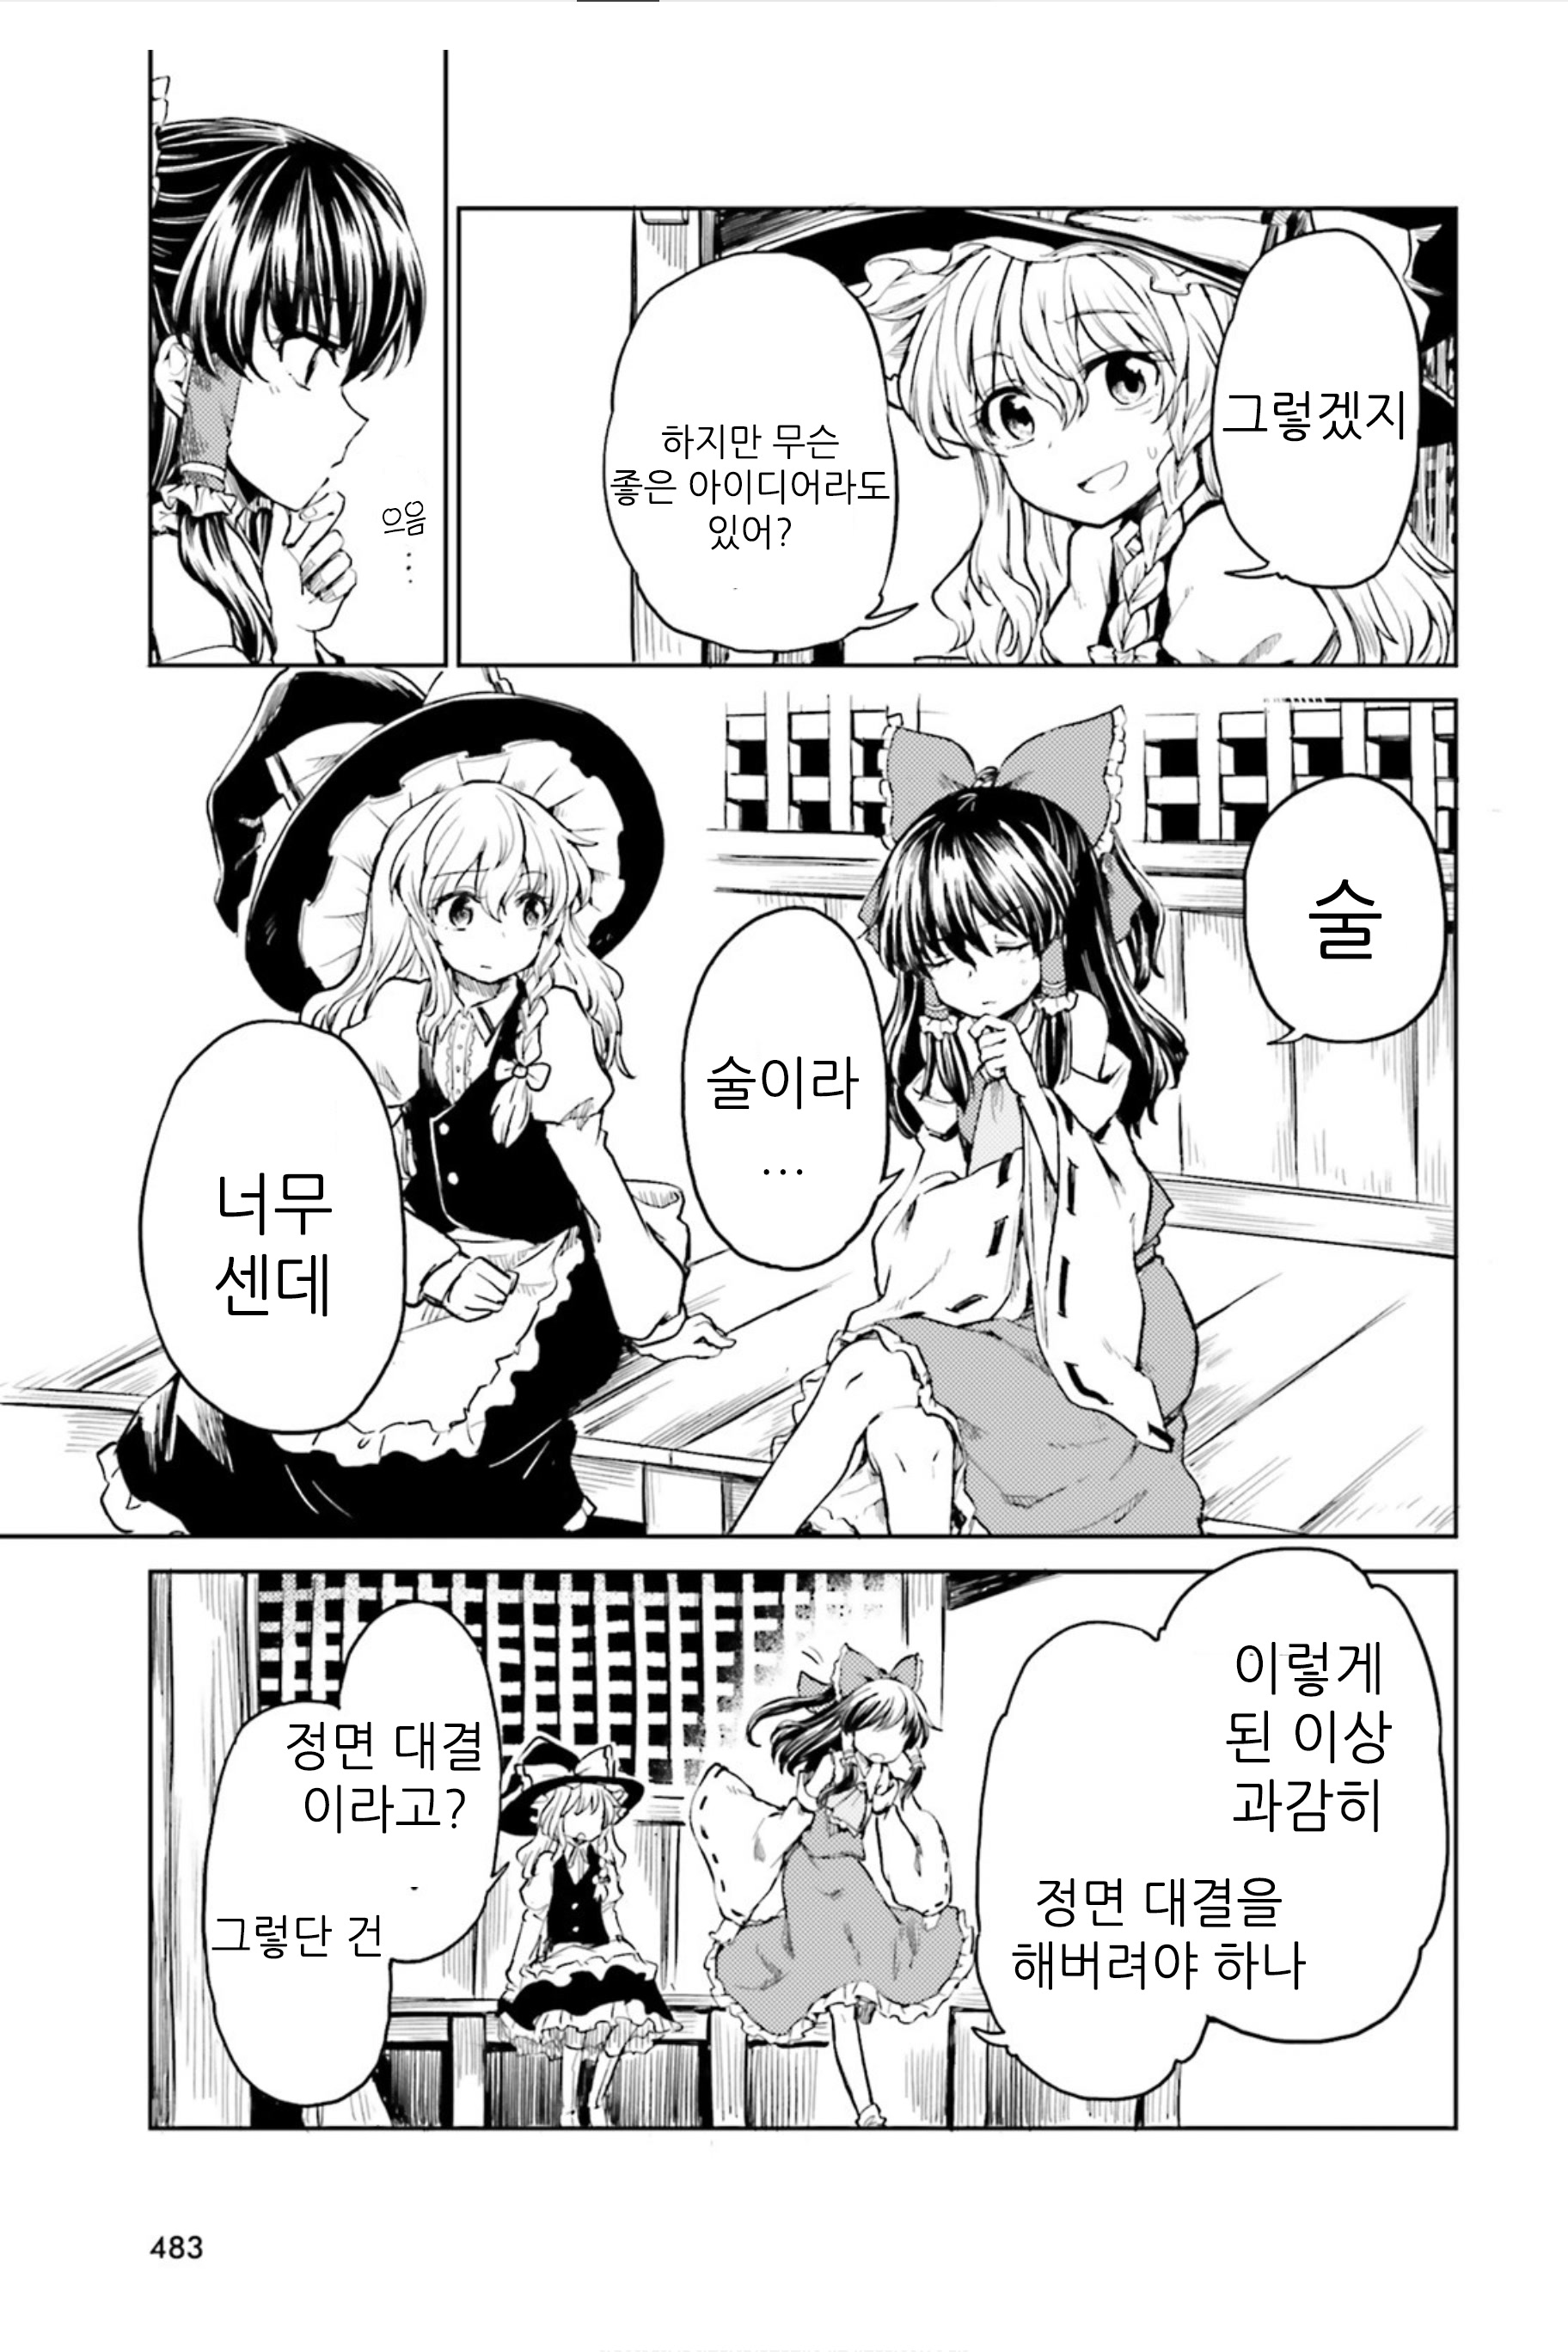 그렇겠지
하지만 무슨
좋은 아이디어라도
있어?
으음
...
술
술이라
...
너무
센데
이렇게
된 이상
과감히
정면 대결을
해버려야 하나
정면 대결
이라고?
그렇단 건
483